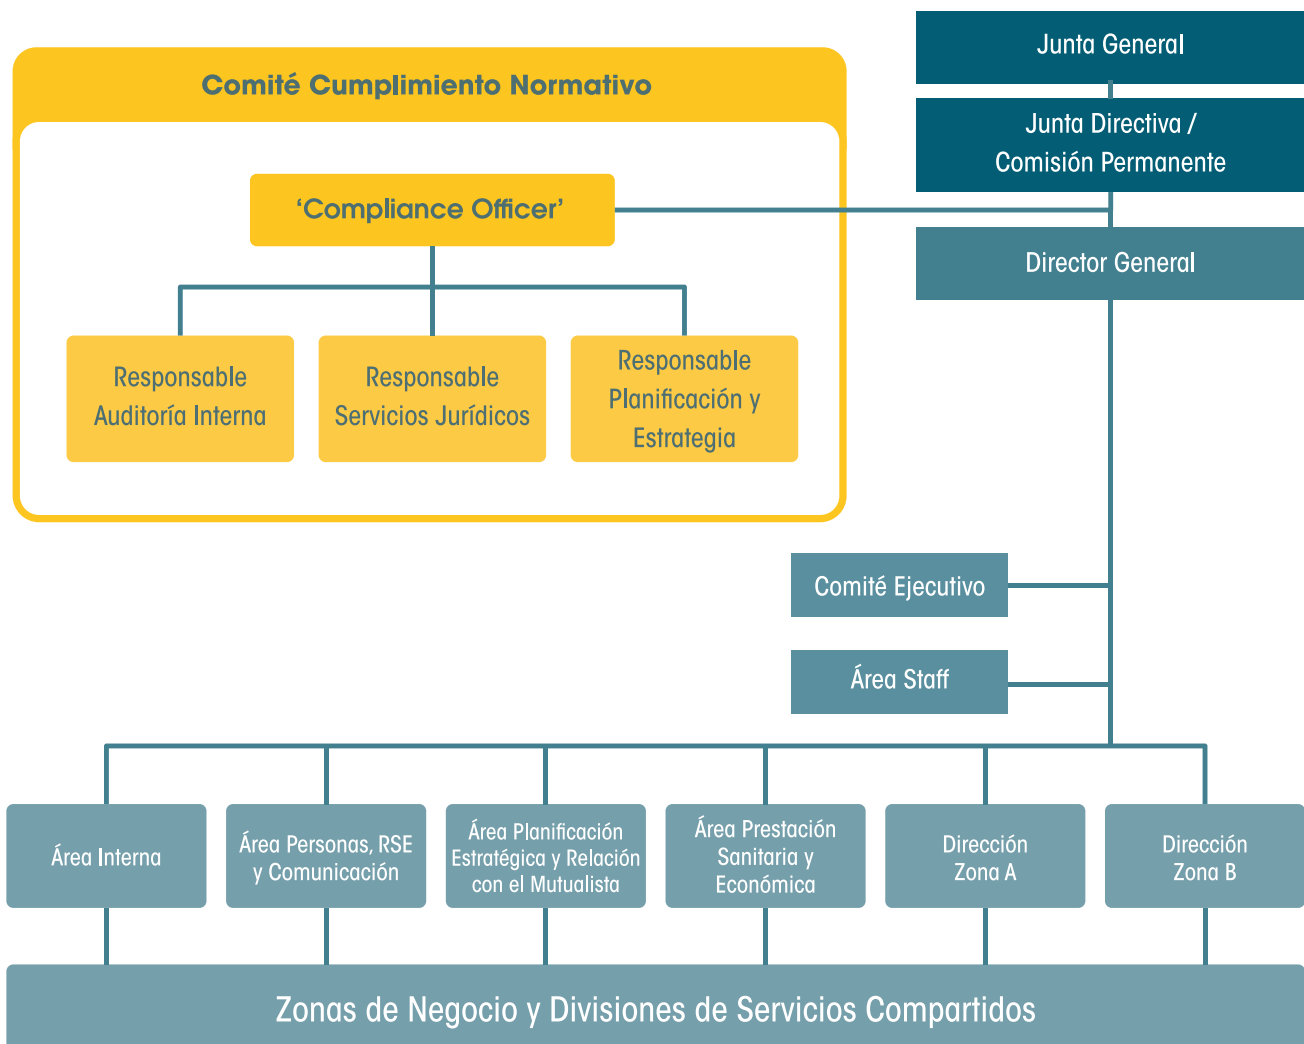 Junta General
Comité Cumplimiento Normativo
Junta Directiva /
Comisión Permanente
‘Compliance Officer’
Director General
Responsable
Auditoría Interna
Responsable
Servicios Jurídicos
Responsable
Planificación y
Estrategia
Comité Ejecutivo
Área Staff
Área Interna
Área Personas, RSE
y Comunicación
Área Planificación
Estratégica y Relación
con el Mutualista
Área Prestación
Sanitaria y
Económica
Dirección
Zona A
Dirección
Zona B
Zonas de Negocio y Divisiones de Servicios Compartidos